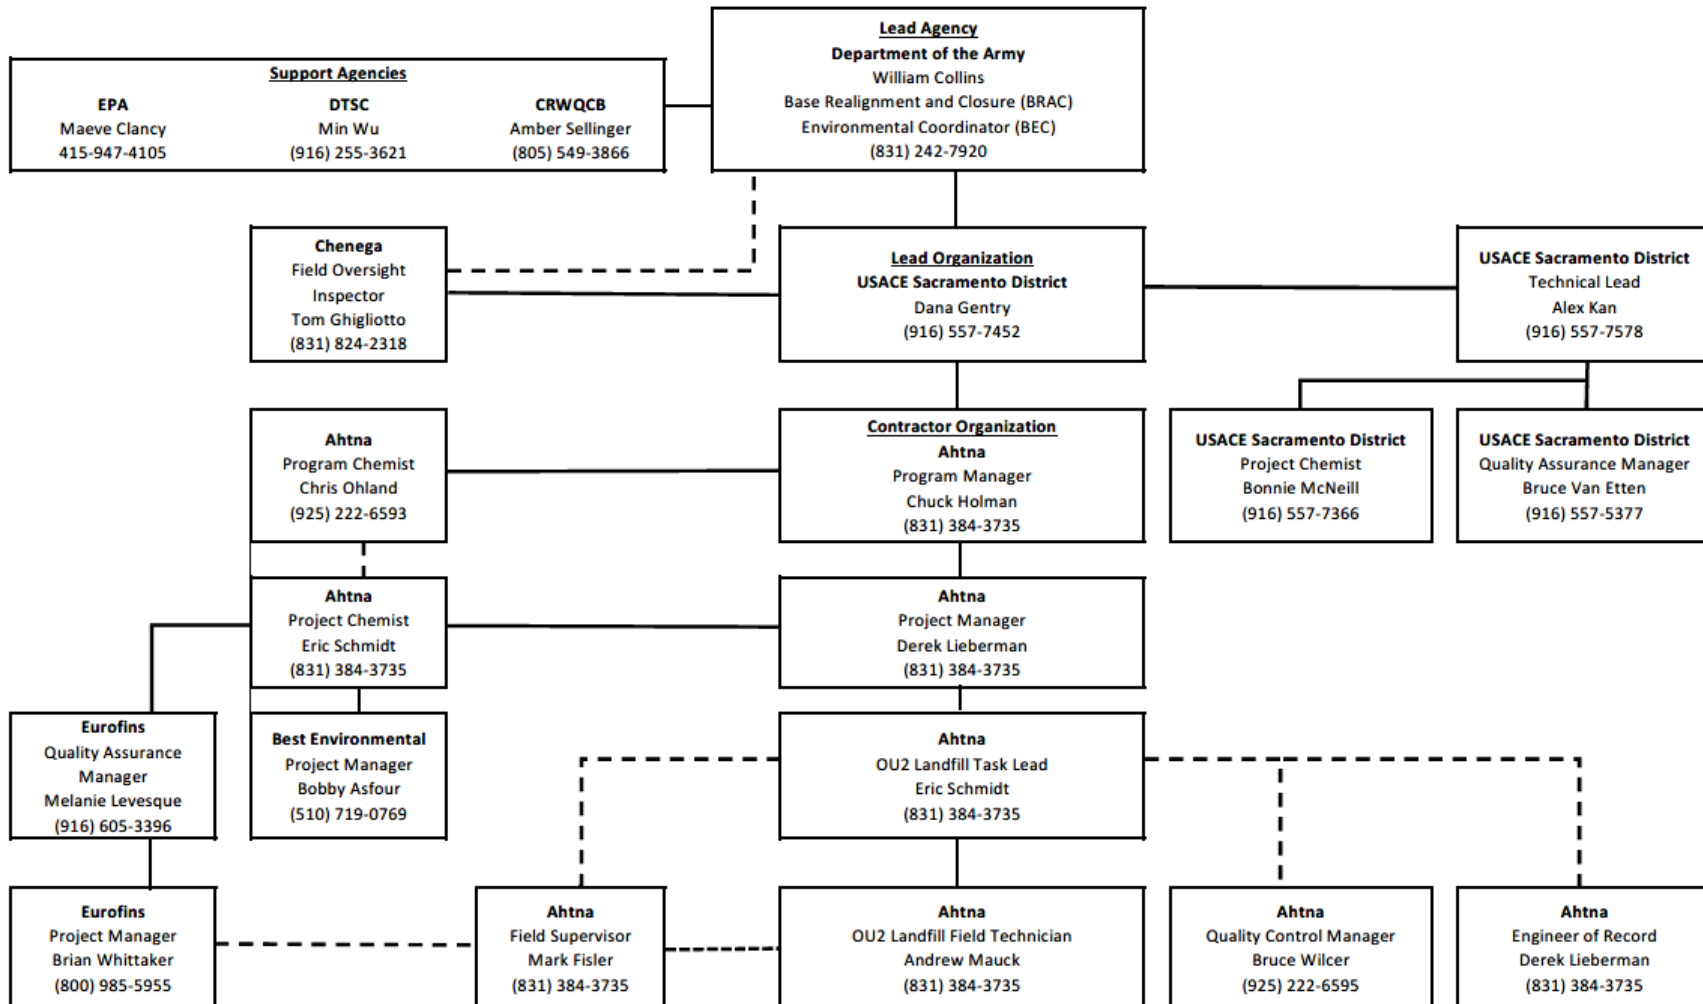 Lead Agency
Department of the Army
William Collins
Base Realignment and Closure (BRAC)
Environmental Coordinator (BEC)
(831) 242-7920
Support Agencies
EPA
Maeve Clancy
415-947-4105
DTSC
Min Wu
(916) 255-3621
CRWQCB
Amber Sellinger
(805) 549-3866
Chenega
Field Oversight
Inspector
Tom Ghigliotto
(831) 824-2318
Lead Organization
USACE Sacramento District
Dana Gentry
(916) 557-7452
USACE Sacramento District
Technical Lead
Alex Kan
(916) 557-7578
Ahtna
Program Chemist
Chris Ohland
(925) 222-6593
Contractor Organization
Ahtna
Program Manager
Chuck Holman
(831) 384-3735
USACE Sacramento District
Project Chemist
Bonnie McNeill
(916) 557-7366
USACE Sacramento District
Quality Assurance Manager
Bruce Van Etten
(916) 557-5377
Ahtna
Project Chemist
Eric Schmidt
(831) 384-3735
Ahtna
Project Manager
Derek Lieberman
(831) 384-3735
Eurofins
Quality Assurance
Manager
Melanie Levesque
(916) 605-3396
Best Environmental
Project Manager
Bobby Asfour
(510) 719-0769
Ahtna
OU2 Landfill Task Lead
Eric Schmidt
(831) 384-3735
Eurofins
Project Manager
Brian Whittaker
(800) 985-5955
Ahtna
Field Supervisor
Mark Fisler
(831) 384-3735
Ahtna
OU2 Landfill Field Technician
Andrew Mauck
(831) 384-3735
Ahtna
Quality Control Manager
Bruce Wilcer
(925) 222-6595
Ahtna
Engineer of Record
Derek Lieberman
(831) 384-3735